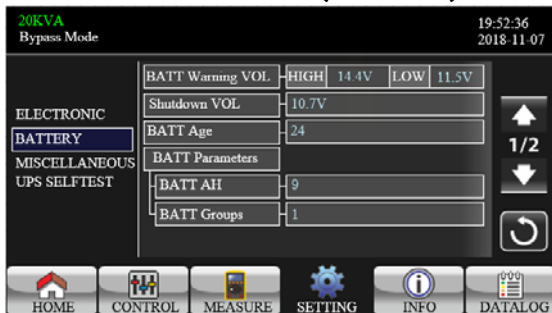 20KVA
Bypass Mode
19:52:36
2018-11-07
ELECTRONIC
BATTERY
MISCELLANEOUS
UPS SELFTEST
BATT Warning VOL HIGH 14.4V LOW 11.5V
Shutdown VOL 10.7V
BATT Age 24
BATT Parameters
BATT AH 9
BATT Groups 1
1/2
HOME CONTROL MEASURE SETTING INFO DATALOG